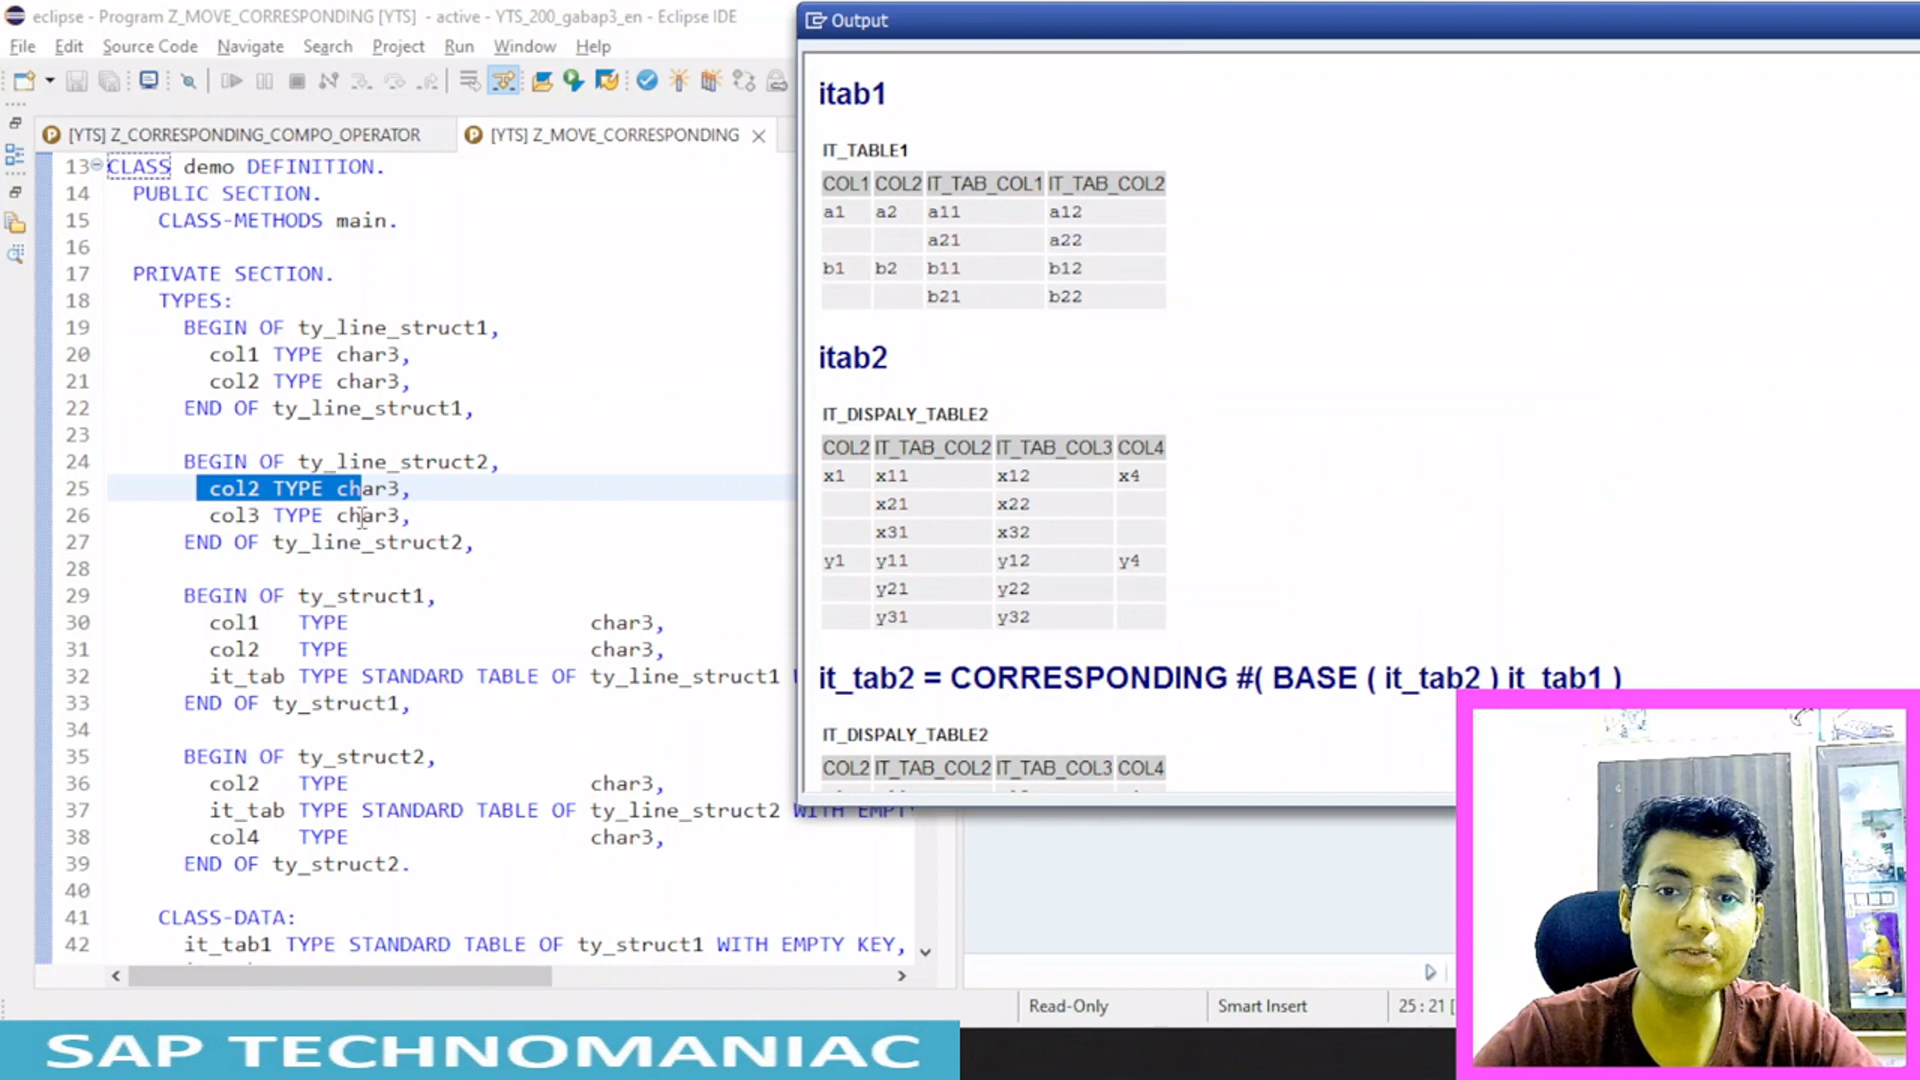 eclipse - Program Z_MOVE_CORRESPONDING [YTS] - active - YTS_200_gabap3_en - Eclipse IDE
File Edit Source Code Navigate Search Project Run Window Help
[YTS] Z_CORRESPONDING_COMPO_OPERATOR [YTS] Z_MOVE_CORRESPONDING
13 CLASS demo DEFINITION.
14 PUBLIC SECTION.
15 CLASS-METHODS main.
16
17 PRIVATE SECTION.
18 TYPES:
19 BEGIN OF ty_line_struct1,
20 col1 TYPE char3,
21 col2 TYPE char3,
22 END OF ty_line_struct1,
23
24 BEGIN OF ty_line_struct2,
25 col2 TYPE char3,
26 col3 TYPE char3,
27 END OF ty_line_struct2,
28
29 BEGIN OF ty_struct1,
30 col1 TYPE char3,
31 col2 TYPE char3,
32 it_tab TYPE STANDARD TABLE OF ty_line_struct1
33 END OF ty_struct1,
34
35 BEGIN OF ty_struct2,
36 col2 TYPE char3,
37 it_tab TYPE STANDARD TABLE OF ty_line_struct2 WITH EMPT
38 col4 TYPE char3,
39 END OF ty_struct2.
40
41 CLASS-DATA:
42 it_tab1 TYPE STANDARD TABLE OF ty_struct1 WITH EMPTY KEY,
Output
itab1
IT_TABLE1
COL1 COL2 IT_TAB_COL1 IT_TAB_COL2
a1 a2 a11 a12
a21 a22
b1 b2 b11 b12
b21 b22
itab2
IT_DISPALY_TABLE2
COL2 IT_TAB_COL2 IT_TAB_COL3 COL4
x1 x11 x12 x4
x21 x22
x31 x32
y1 y11 y12 y4
y21 y22
y31 y32
it_tab2 = CORRESPONDING #( BASE ( it_tab2 ) it_tab1 )
IT_DISPALY_TABLE2
COL2 IT_TAB_COL2 IT_TAB_COL3 COL4
Read-Only Smart Insert 25 : 21 [
SAP TECHNOMANIAC